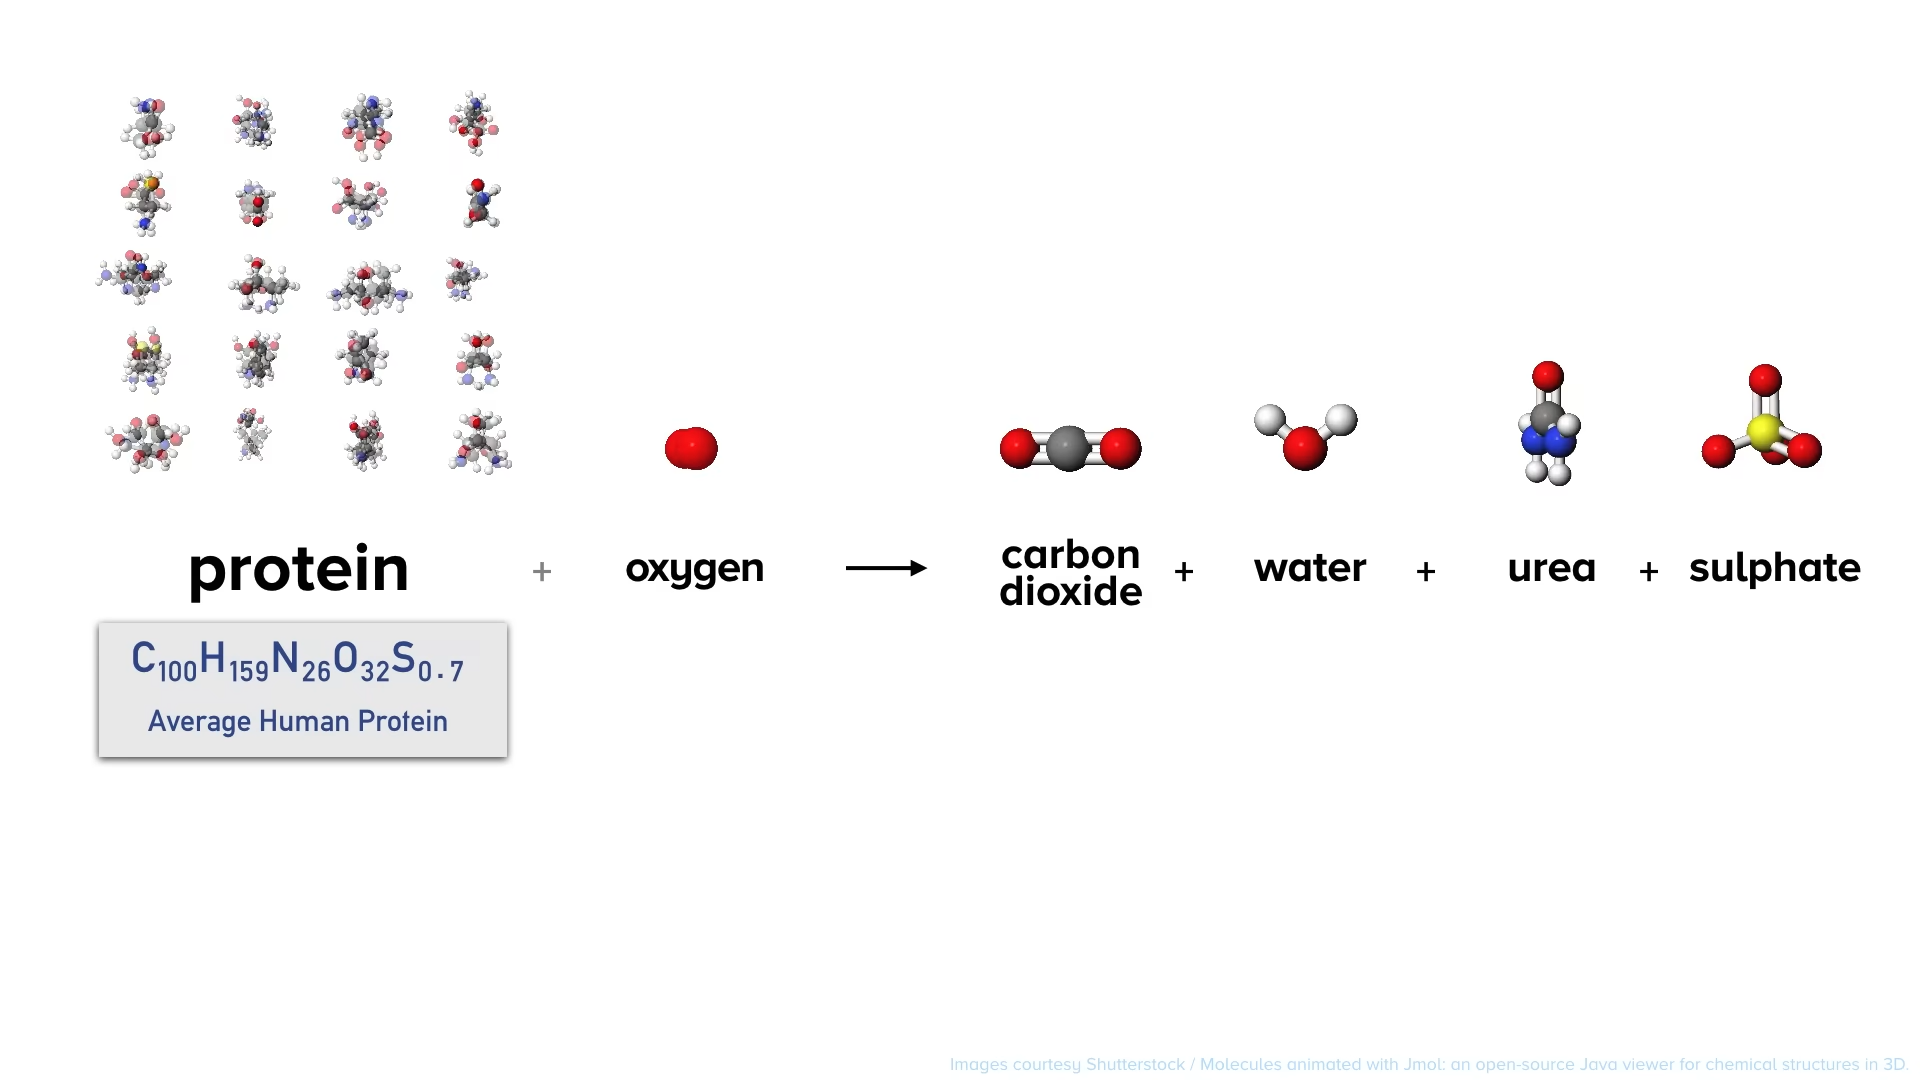 protein + oxygen → carbon dioxide + water + urea + sulphate
C₁₀₀H₁₅₉N₂₆O₃₂S₀.₇
Average Human Protein
Images courtesy Shutterstock / Molecules animated with Jmol: an open-source Java viewer for chemical structures in 3D.